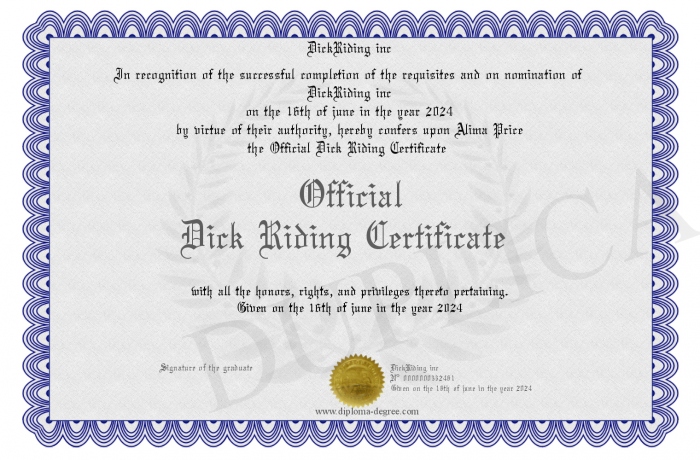 DickRiding inc
In recognition of the successful completion of the requisites and on nomination of
DickRiding inc
on the 16th of june in the year 2024
by virtue of their authority, hereby confers upon Alima Price
the Official Dick Riding Certificate
Official
Dick Riding Certificate
with all the honors, rights, and privileges thereto pertaining.
Given on the 16th of june in the year 2024
DUPLICA
Signature of the graduate
DickRiding inc
Given on the 18th of june in the year 2024
www.diploma-degree.com